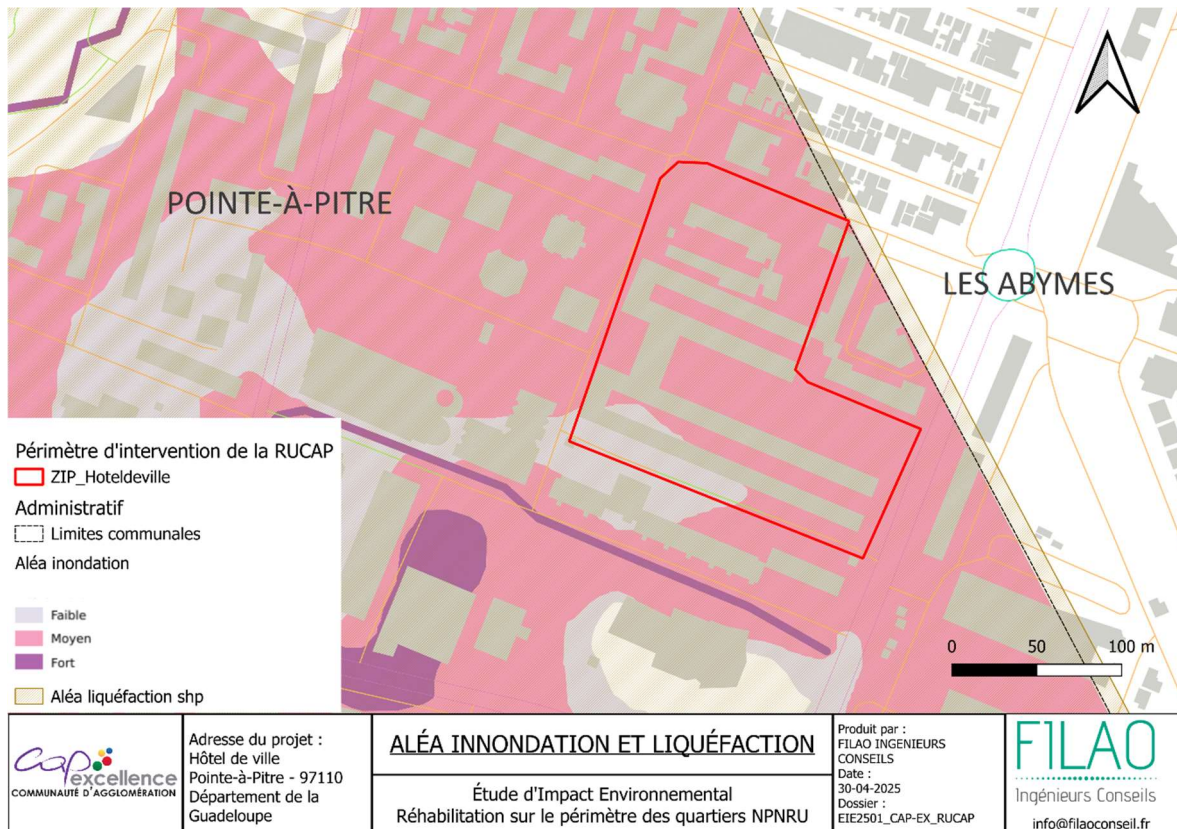 POINTE-À-PITRE
LES ABYMES
Périmètre d'intervention de la RUCAP
ZIP_Hoteldeville
Administratif
Limites communales
Aléa inondation
Faible
Moyen
Fort
Aléa liquéfaction shp
0 50 100 m
cap excellence
COMMUNAUTÉ D'AGGLOMÉRATION
Adresse du projet :
Hôtel de ville
Pointe-à-Pitre - 97110
Département de la
Guadeloupe
ALÉA INNONDATION ET LIQUÉFACTION
Étude d'Impact Environnemental
Réhabilitation sur le périmètre des quartiers NPNRU
Produit par :
FILAO INGENIEURS
CONSEILS
Date :
30-04-2025
Dossier :
EIE2501_CAP-EX_RUCAP
FILAO
Ingénieurs Conseils
info@filaoconseil.fr